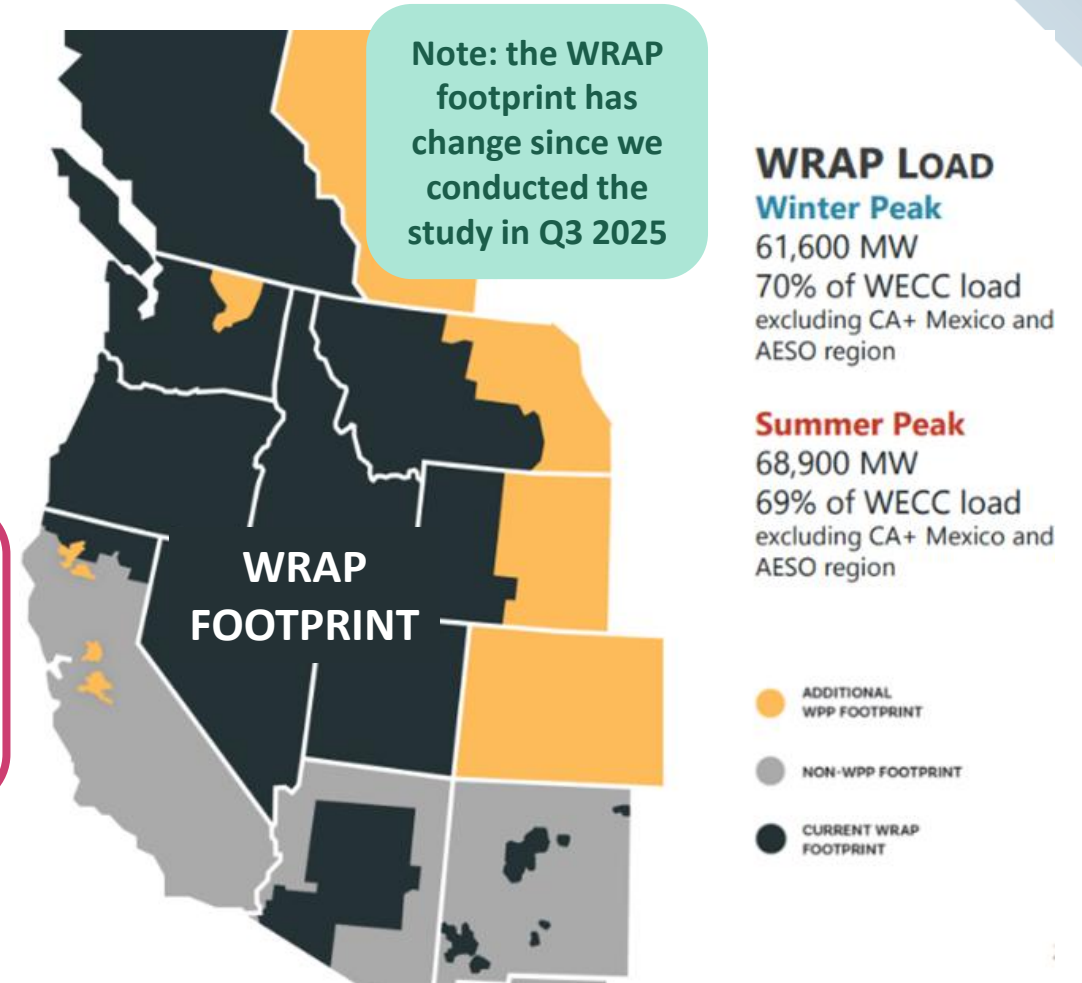 Note: the WRAP
footprint has
change since we
conducted the
study in Q3 2025
WRAP LOAD
Winter Peak
61,600 MW
70% of WECC load
excluding CA+ Mexico and
AESO region
Summer Peak
68,900 MW
69% of WECC load
excluding CA+ Mexico and
AESO region
WRAP
FOOTPRINT
ADDITIONAL
WPP FOOTPRINT
NON-WPP FOOTPRINT
CURRENT WRAP
FOOTPRINT